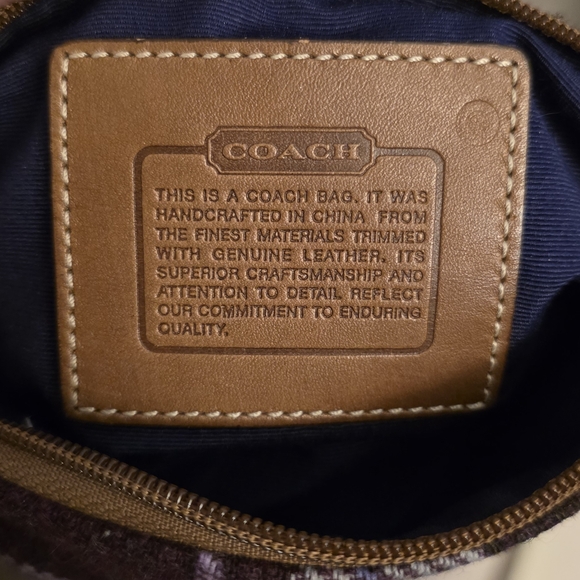 COACH
THIS IS A COACH BAG. IT WAS
HANDCRAFTED IN CHINA FROM
THE FINEST MATERIALS TRIMMED
WITH GENUINE LEATHER. ITS
SUPERIOR CRAFTSMANSHIP AND
ATTENTION TO DETAIL REFLECT
OUR COMMITMENT TO ENDURING
QUALITY.